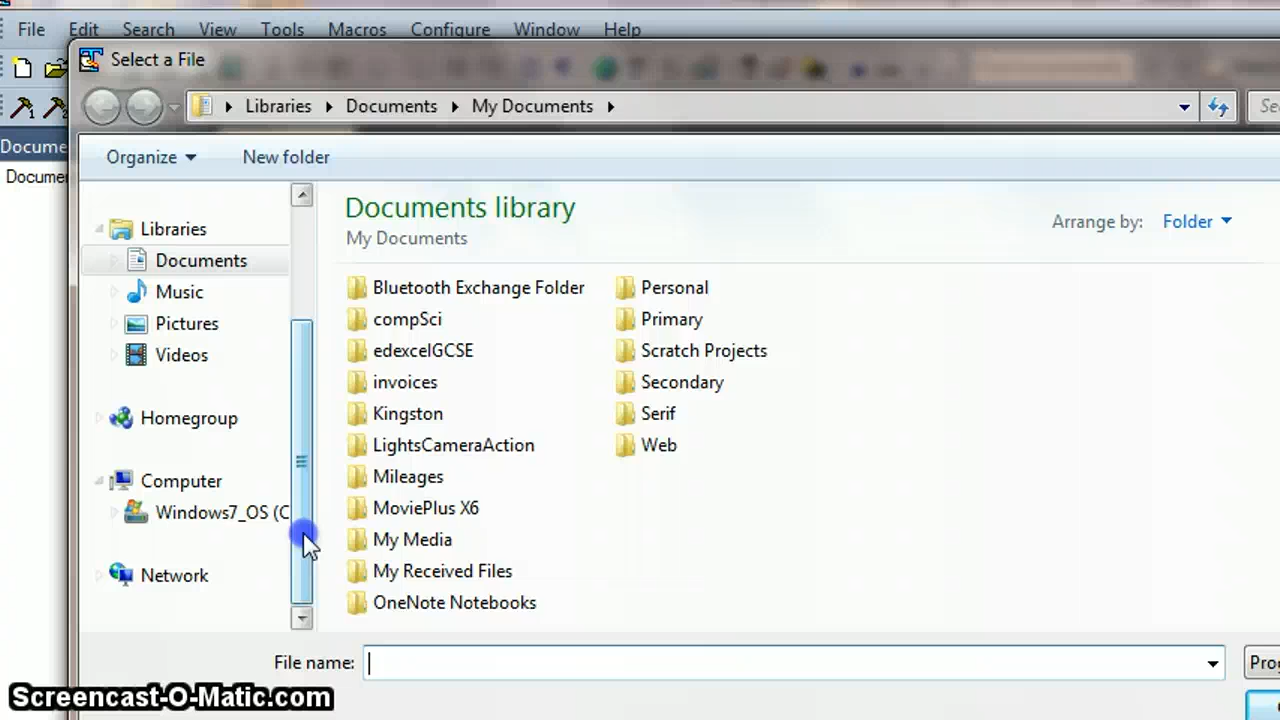 File Edit Search View Tools Macros Configure Window Help
Select a File
Libraries Documents My Documents
Docume
Organize New folder
Documen
Documents library
Libraries
Arrange by: Folder
My Documents
Documents
Music
Pictures
Videos
Homegroup
Computer
Windows7_OS (C
Network
Bluetooth Exchange Folder
compSci
edexcelGCSE
invoices
Kingston
LightsCameraAction
Mileages
MoviePlus X6
My Media
My Received Files
OneNote Notebooks
Personal
Primary
Scratch Projects
Secondary
Serif
Web
File name:
Screencast-O-Matic.com